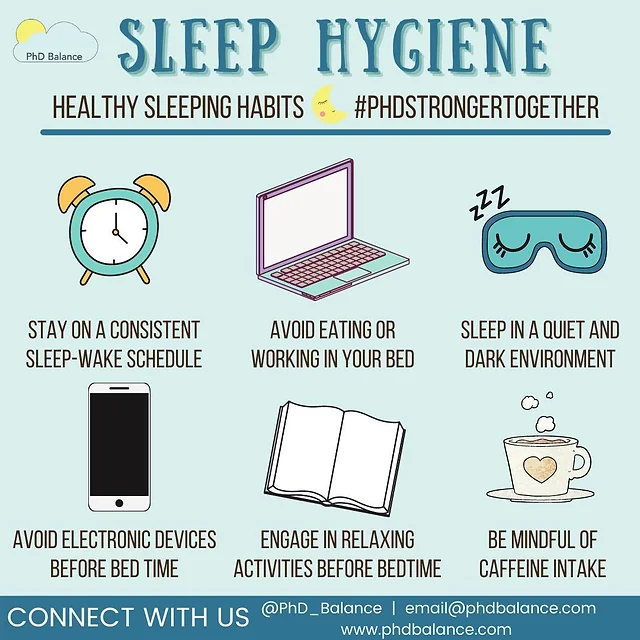 PhD Balance
SLEEP HYGIENE
HEALTHY SLEEPING HABITS #PHDSTRONGERTOGETHER
zzZZ
STAY ON A CONSISTENT
SLEEP-WAKE SCHEDULE
AVOID EATING OR
WORKING IN YOUR BED
SLEEP IN A QUIET AND
DARK ENVIRONMENT
AVOID ELECTRONIC DEVICES
BEFORE BED TIME
ENGAGE IN RELAXING
ACTIVITIES BEFORE BEDTIME
BE MINDFUL OF
CAFFEINE INTAKE
CONNECT WITH US
@PhD_Balance | email@phdbalance.com
www.phdbalance.com